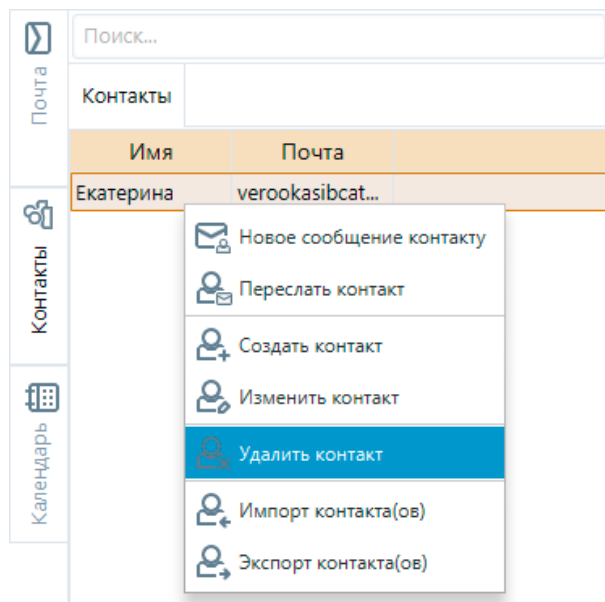 Почта
Поиск...
Контакты
Имя Почта
Екатерина verookasibcat...
Контакты
Новое сообщение контакту
Переслать контакт
Создать контакт
Изменить контакт
Удалить контакт
Импорт контакта(ов)
Экспорт контакта(ов)
Календарь